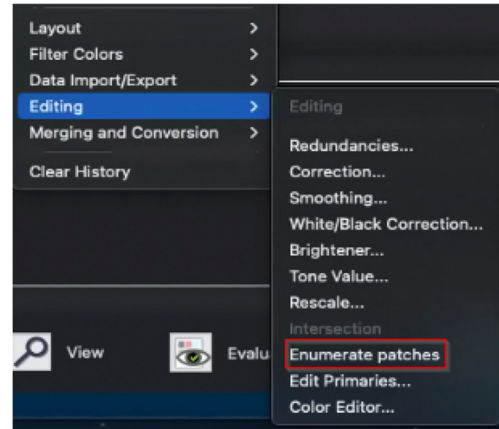 Layout
Filter Colors
Data Import/Export
Editing
Merging and Conversion
Clear History
Editing
Redundancies...
Correction...
Smoothing...
White/Black Correction...
Brightener...
Tone Value...
Rescale...
Intersection
Enumerate patches
Edit Primaries...
Color Editor...
View
Evalu